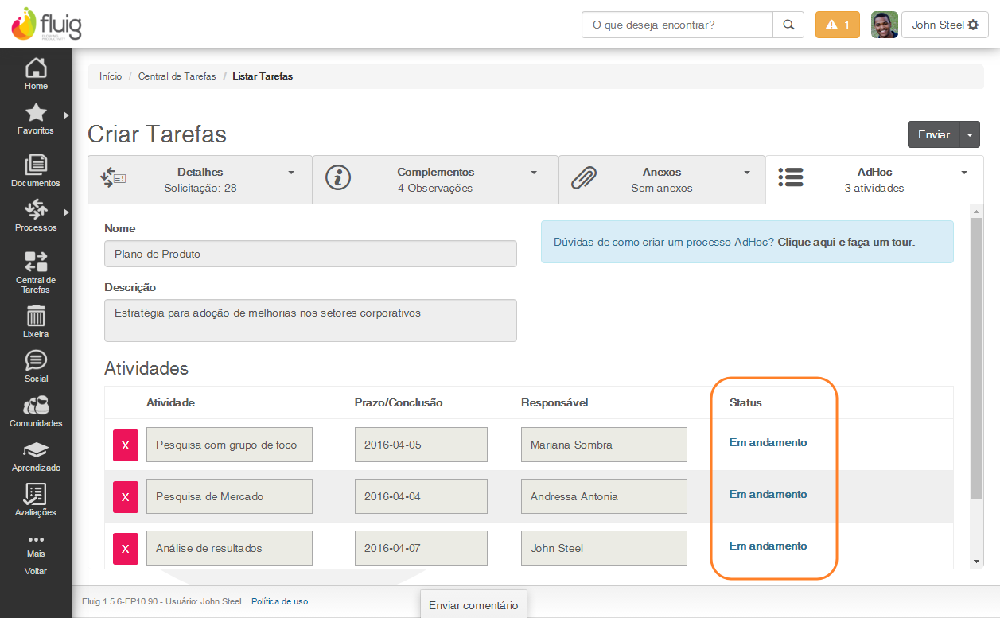 fluig
O que deseja encontrar?
1
John Steel
Home
Favoritos
Documentos
Processos
Central de
Tarefas
Lixeira
Social
Comunidades
Aprendizado
Avaliações
Mais
Voltar
Início / Central de Tarefas / Listar Tarefas
Criar Tarefas
Enviar
Detalhes
Solicitação: 28
Complementos
4 Observações
Anexos
Sem anexos
AdHoc
3 atividades
Nome
Plano de Produto
Dúvidas de como criar um processo AdHoc? Clique aqui e faça um tour.
Descrição
Estratégia para adoção de melhorias nos setores corporativos
Atividades
Atividade Prazo/Conclusão Responsável Status
X Pesquisa com grupo de foco 2016-04-05 Mariana Sombra Em andamento
X Pesquisa de Mercado 2016-04-04 Andressa Antonia Em andamento
X Análise de resultados 2016-04-07 John Steel Em andamento
Fluig 1.5.6-EP10 90 - Usuário: John Steel Política de uso
Enviar comentário